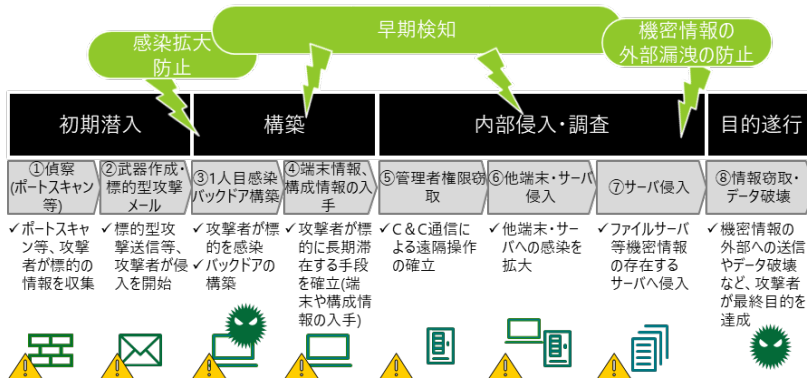 早期検知
感染拡大
防止
機密情報の
外部漏洩の防止
初期潜入
構築
内部侵入・調査
目的遂行
①偵察
(ポートスキャン
等)
②武器作成・
標的型攻撃
メール
③1人目感染
バックドア構築
④端末情報、
構成情報の入
手
⑤管理者権限窃
取
⑥他端末・サーバ
侵入
⑦サーバ侵入
⑧情報窃取・
データ破壊
✓ポートスキャ
ン等、攻撃
者が標的の
情報を収集
✓標的型攻
撃送信等、
攻撃者が侵
入を開始
✓攻撃者が標
的を感染
✓バックドアの
構築
✓攻撃者が標
的に長期滞
在する手段
を確立(端
末や構成情
報の入手)
✓C&C通信に
よる遠隔操作
の確立
✓他端末・サー
バへの感染を
拡大
✓ファイルサーバ
等機密情報
の存在する
サーバへ侵入
✓機密情報の
外部への送信
やデータ破壊
など、攻撃者
が最終目的を
達成